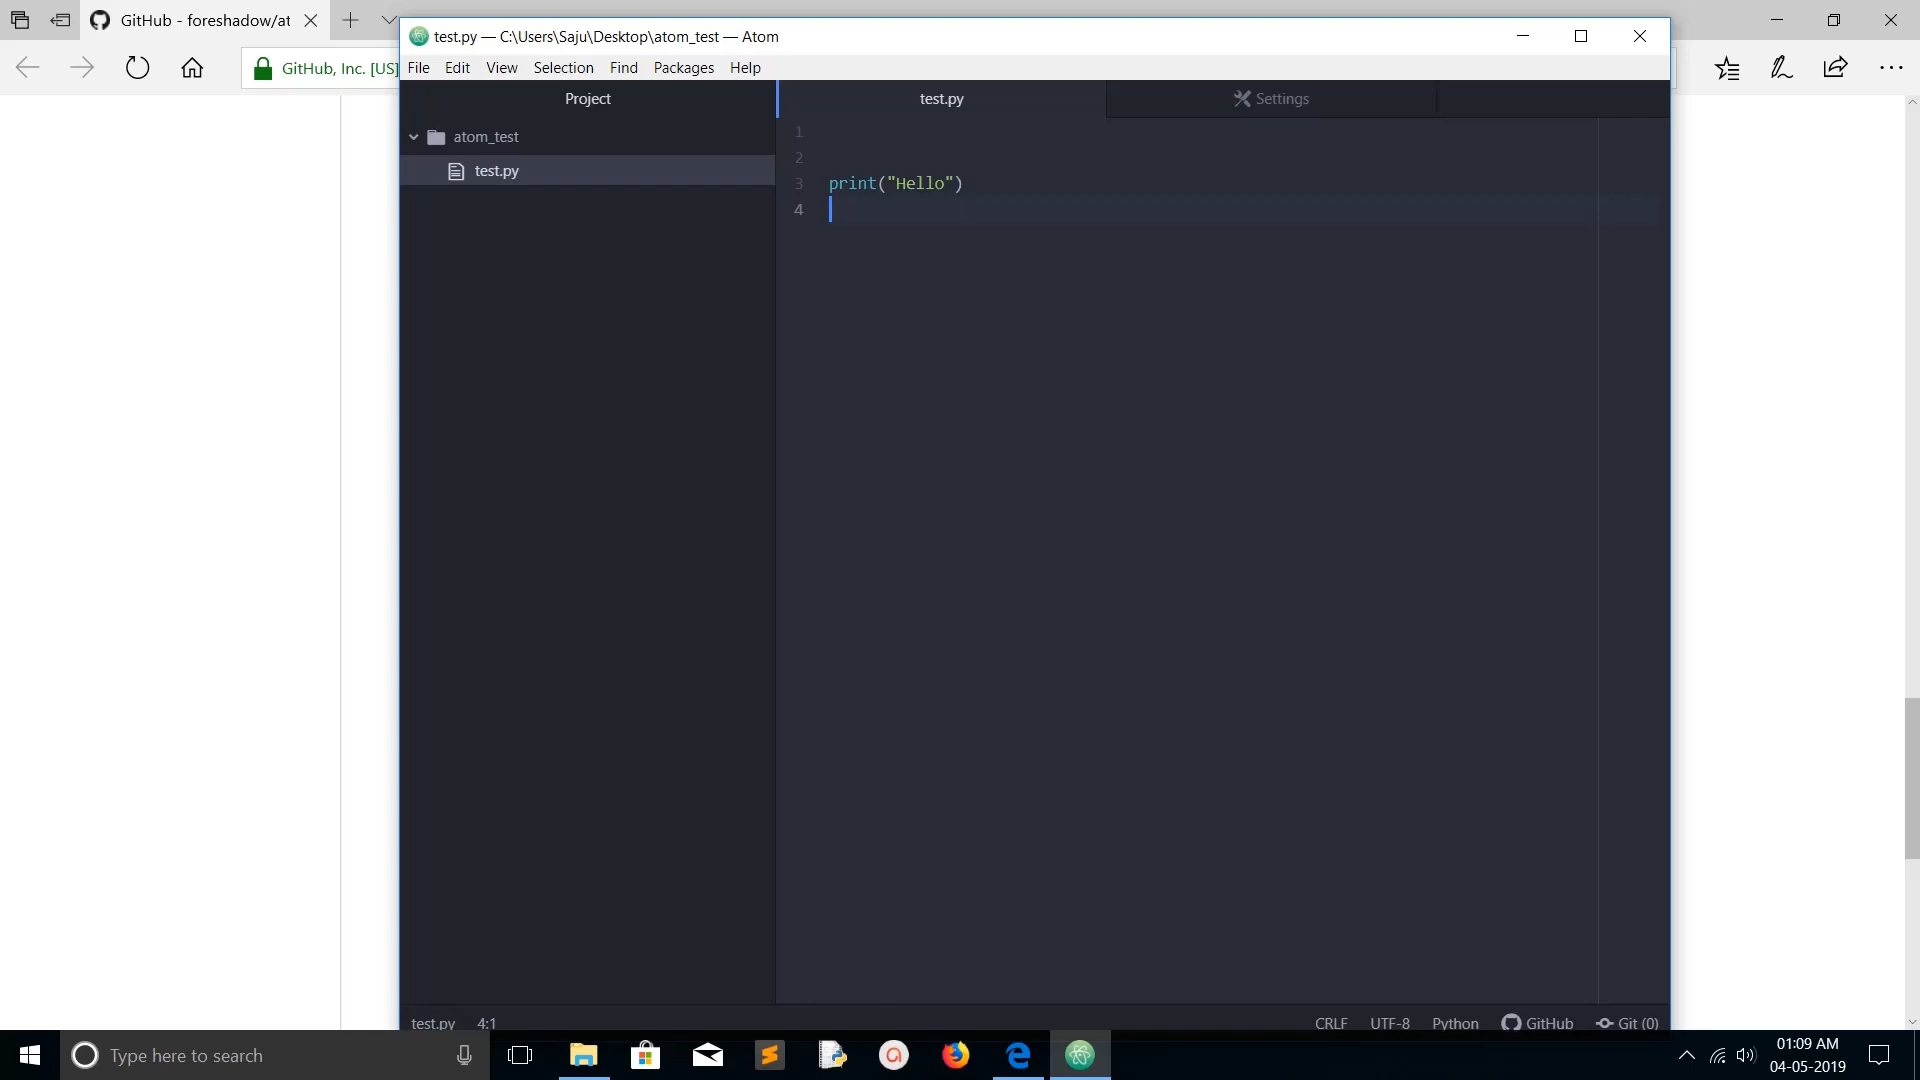 GitHub - foreshadow/at
GitHub, Inc. [US]
test.py — C:\Users\Saju\Desktop\atom_test — Atom
File Edit View Selection Find Packages Help
Project
test.py
Settings
atom_test
test.py
1
2
3 print("Hello")
4
test.py 4:1
CRLF UTF-8 Python GitHub Git (0)
Type here to search
01:09 AM
04-05-2019